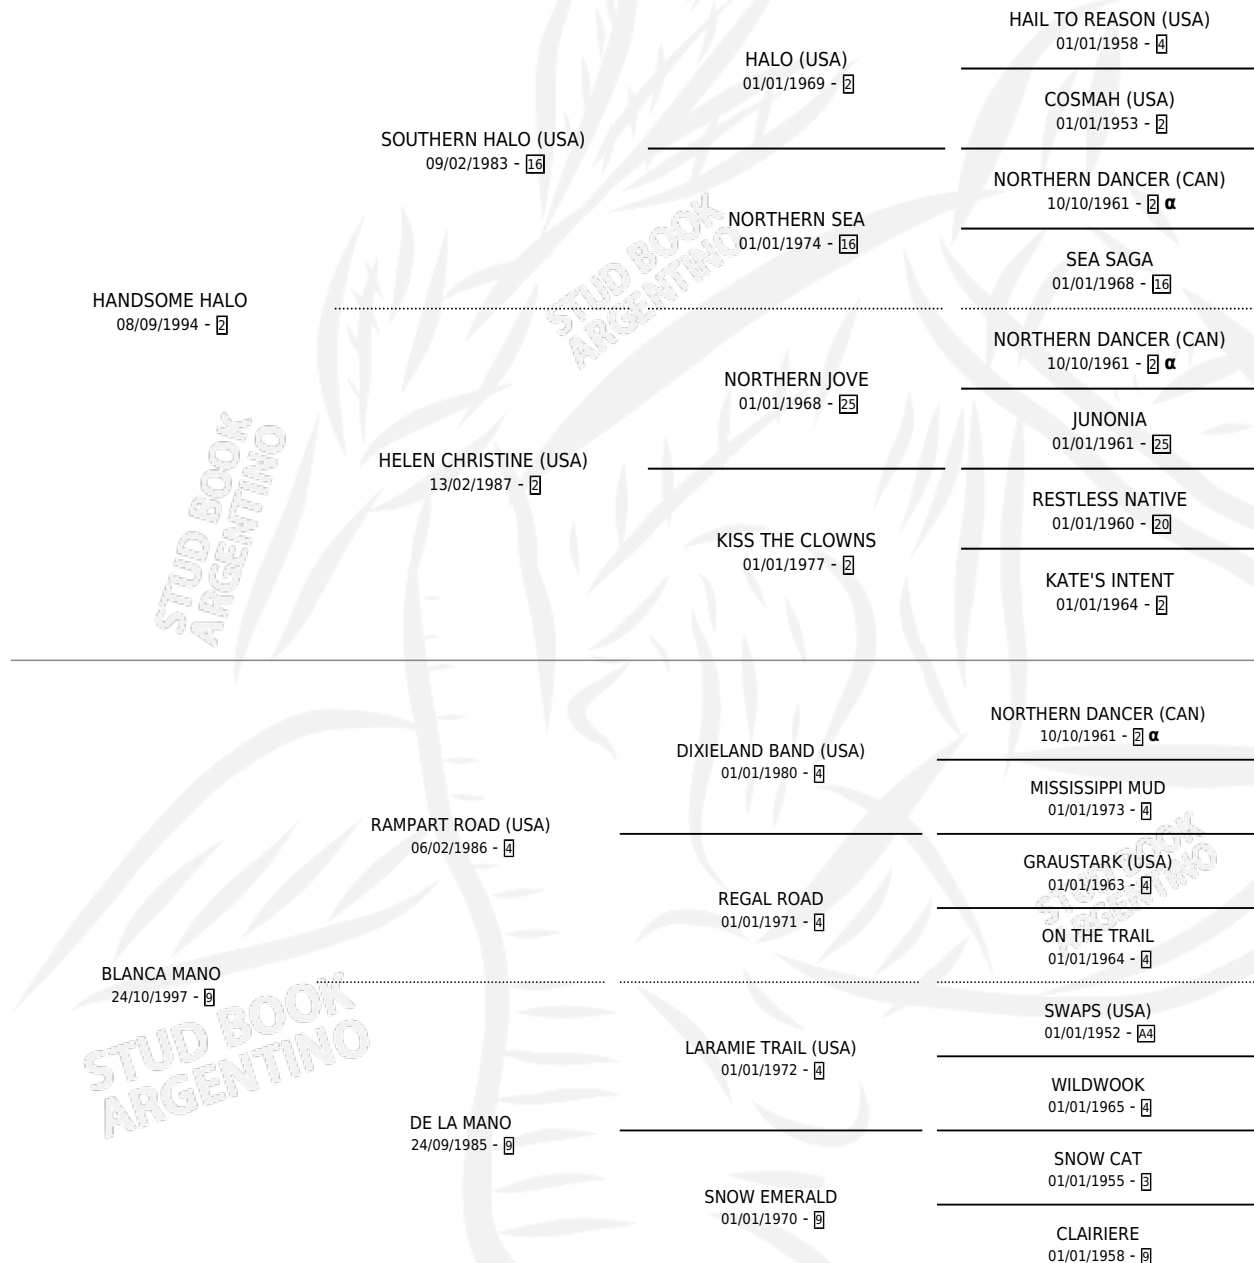 HAIL TO REASON (USA)
01/01/1958 - 4
HALO (USA)
01/01/1969 - 2
COSMAH (USA)
01/01/1953 - 2
SOUTHERN HALO (USA)
09/02/1983 - 16
NORTHERN DANCER (CAN)
10/10/1961 - 2 α
NORTHERN SEA
01/01/1974 - 16
SEA SAGA
01/01/1968 - 16
STUD BOOK
ARGENTINO
HANDSOME HALO
08/09/1994 - 2
NORTHERN DANCER (CAN)
10/10/1961 - 2 α
NORTHERN JOVE
01/01/1968 - 25
JUNONIA
01/01/1961 - 25
HELEN CHRISTINE (USA)
13/02/1987 - 2
RESTLESS NATIVE
01/01/1960 - 20
KISS THE CLOWNS
01/01/1977 - 2
KATE'S INTENT
01/01/1964 - 2
STUD BOOK
ARGENTINO
NORTHERN DANCER (CAN)
10/10/1961 - 2 α
DIXIELAND BAND (USA)
01/01/1980 - 4
MISSISSIPPI MUD
01/01/1973 - 4
RAMPART ROAD (USA)
06/02/1986 - 4
GRAUSTARK (USA)
01/01/1963 - 4
STUD BOOK
ARGENTINO
REGAL ROAD
01/01/1971 - 4
ON THE TRAIL
01/01/1964 - 4
BLANCA MANO
24/10/1997 - 9
STUD BOOK
ARGENTINO
SWAPS (USA)
01/01/1952 - A4
LARAMIE TRAIL (USA)
01/01/1972 - 4
WILDWOOK
01/01/1965 - 4
DE LA MANO
24/09/1985 - 9
SNOW CAT
01/01/1955 - 3
SNOW EMERALD
01/01/1970 - 9
CLAIRIERE
01/01/1958 - 9